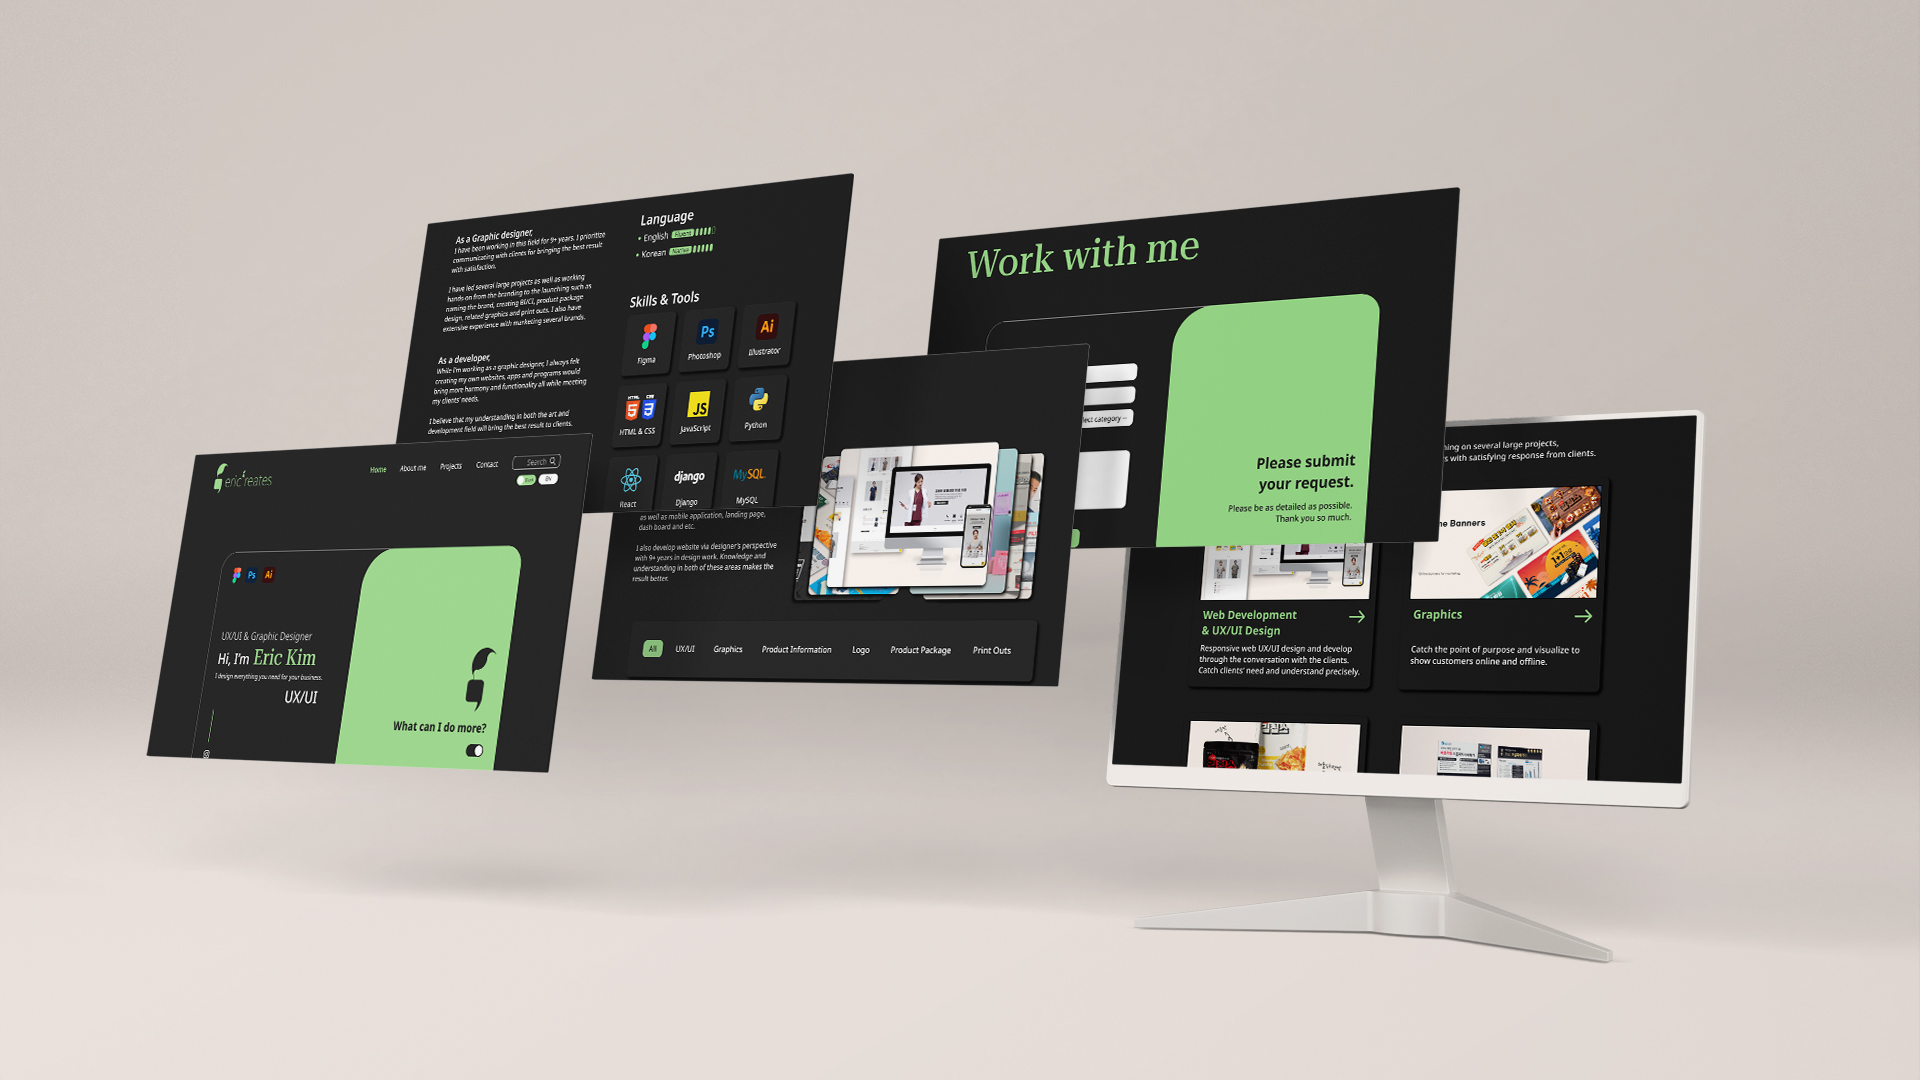 As a Graphic designer,
I have been working in this field for 9+ years. I prioritize
communicating with clients for bringing the best result
with satisfaction.
I have led several large projects as well as working
hands on from the branding to the launching such as
naming the brand, creating BI/CI, product package
design, related graphics and print outs. I also have
extensive experience with marketing several brands.
As a developer,
While I'm working as a graphic designer, I always felt
creating my own websites, apps and programs would
bring more harmony and functionality all while meeting
my clients' needs.
I believe that my understanding in both the art and
development field will bring the best result to clients.
Language
• English Fluent
• Korean Native
Skills & Tools
Figma
Ps
Photoshop
Ai
Illustrator
HTML CSS
5 3
HTML & CSS
JS
JavaScript
Python
React
django
Django
MySQL
MySQL
Work with me
lect category --
Please submit
your request.
Please be as detailed as possible.
Thank you so much.
eric reates
Home
About me
Projects
Contact
Search
EN
Ps
Ai
UX/UI & Graphic Designer
Hi, I'm Eric Kim
I design everything you need for your business.
UX/UI
What can I do more?
as well as mobile application, landing page,
dash board and etc.
I also develop website via designer's perspective
with 9+ years in design work. Knowledge and
understanding in both of these areas makes the
result better.
All
UX/UI
Graphics
Product Information
Logo
Product Package
Print Outs
ning on several large projects,
s with satisfying response from clients.
ne Banners
1+1
Web Development
& UX/UI Design
Responsive web UX/UI design and develop
through the conversation with the clients.
Catch clients' need and understand precisely.
Graphics
Catch the point of purpose and visualize to
show customers online and offline.